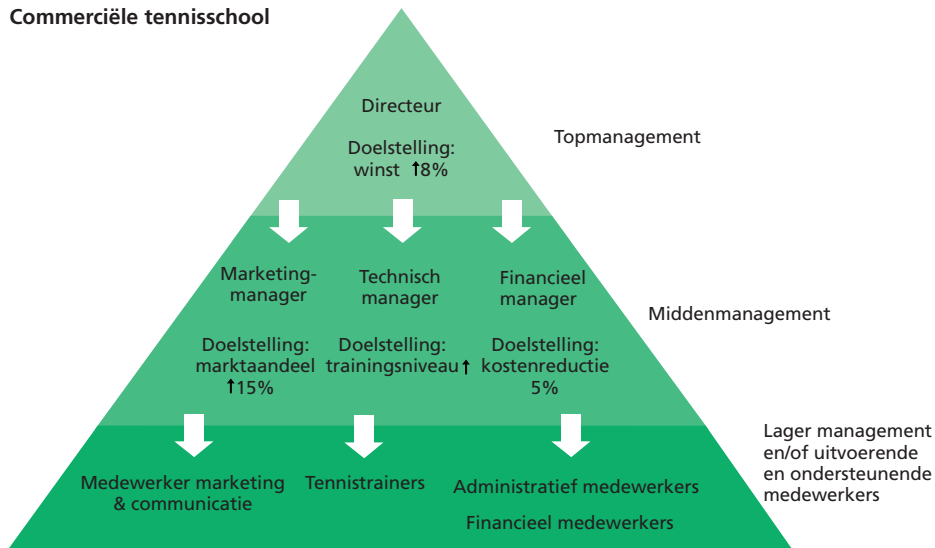 Commerciële tennisschool
Directeur
Doelstelling:
winst ↑8%
Topmanagement
Marketing-
manager
Technisch
manager
Financieel
manager
Middenmanagement
Doelstelling:
marktaandeel
↑15%
Doelstelling:
trainingsniveau ↑
Doelstelling:
kostenreductie
5%
Medewerker marketing
& communicatie
Tennistrainers
Administratief medewerkers
Financieel medewerkers
Lager management
en/of uitvoerende
en ondersteunende
medewerkers